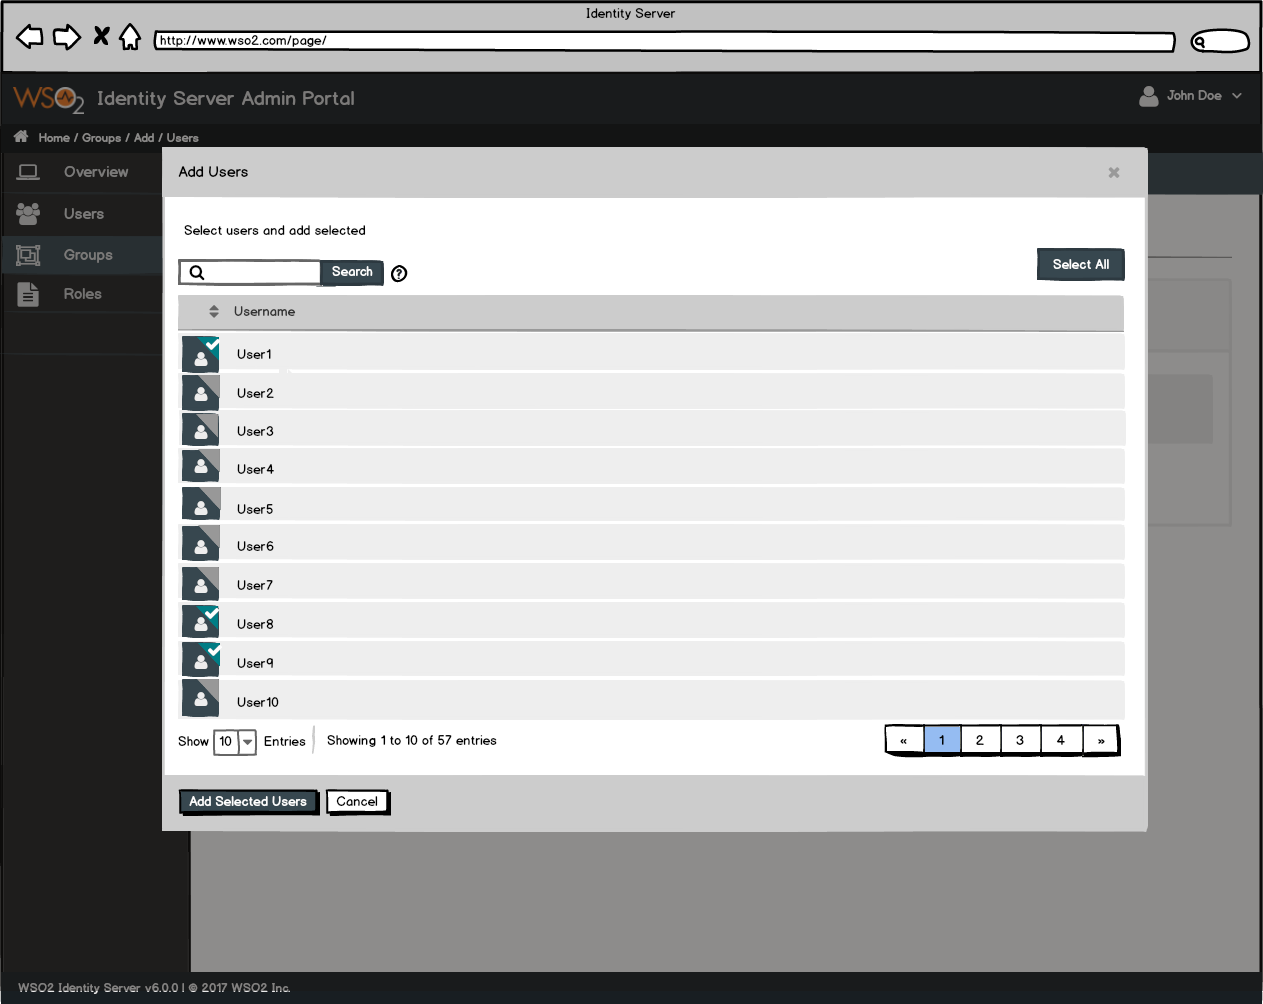 Identity Server
http://www.wso2.com/page/
WSO2 Identity Server Admin Portal
John Doe
Home / Groups / Add / Users
Overview
Users
Groups
Roles
Add Users
Select users and add selected
Search
?
Select All
Username
User1
User2
User3
User4
User5
User6
User7
User8
User9
User10
Show 10 Entries
Showing 1 to 10 of 57 entries
« 1 2 3 4 »
Add Selected Users
Cancel
WSO2 Identity Server v6.0.0 | © 2017 WSO2 Inc.